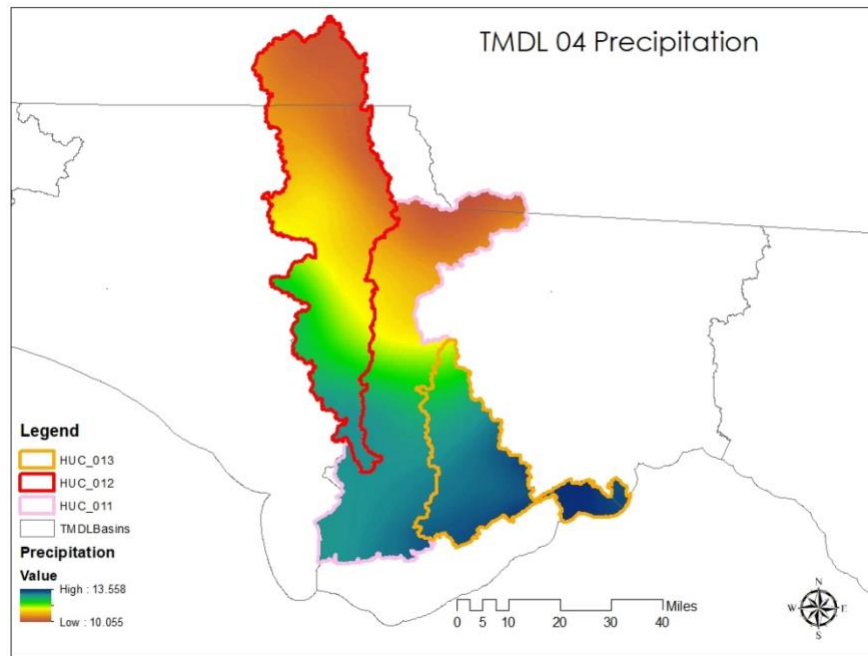 TMDL 04 Precipitation
Legend
HUC_013
HUC_012
HUC_011
TMDLBasins
Precipitation
Value
High : 13.558
Low : 10.055
Miles
0 5 10 20 30 40
N
W E
S